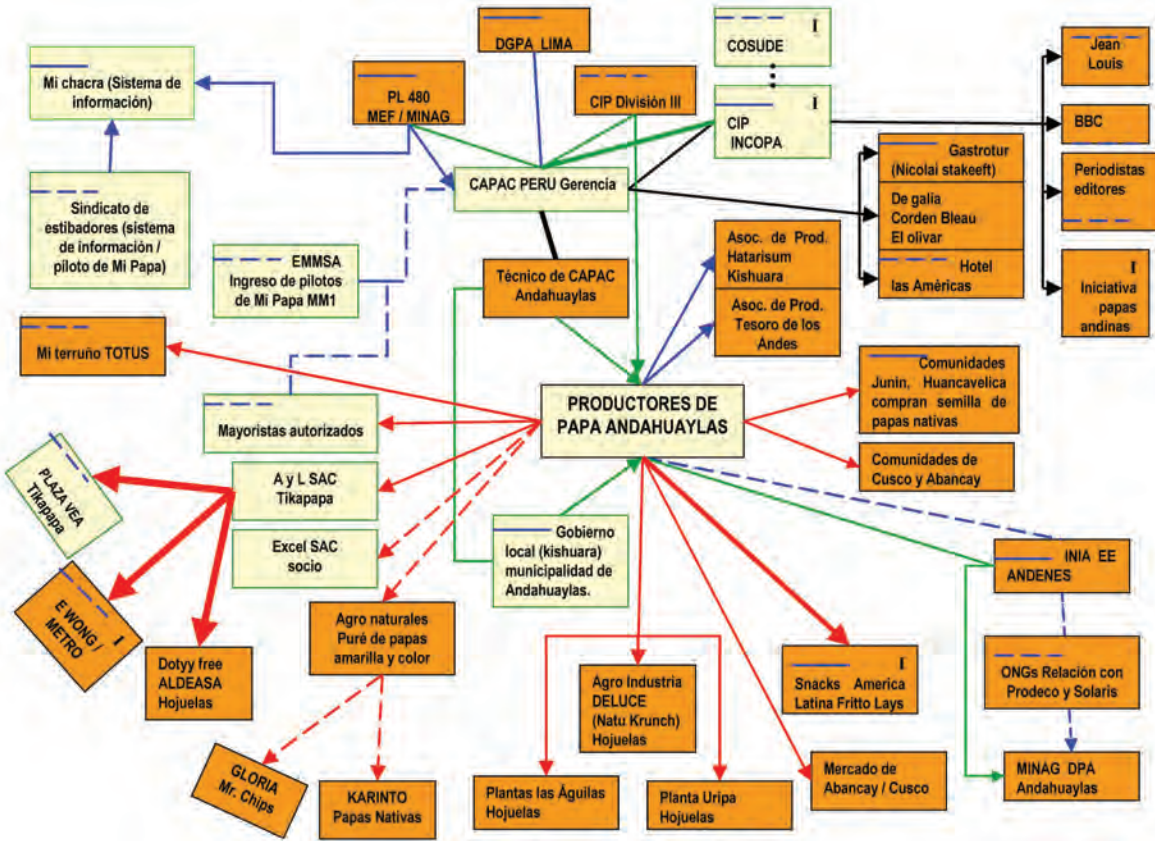 DGPA LIMA
I
COSUDE
Jean
Louis
Mi chacra (Sistema de
información)
PL 480
MEF / MINAG
CIP División III
I
CIP
INCOPA
BBC
Gastrotur
(Nicolai stakeeft)
De galia
Corden Bleau
El olivar
Hotel
las Américas
Periodistas
editores
CAPAC PERU Gerencia
Sindicato de
estibadores (sistema
de información /
piloto de Mi Papa)
EMMSA
Ingreso de pilotos
de Mi Papa MM1
Técnico de CAPAC
Andahuaylas
Asoc. de Prod.
Hatarisum
Kishuara
Asoc. de Prod.
Tesoro de los
Andes
I
Iniciativa
papas
andinas
Mi terruño TOTUS
Comunidades
Junin, Huancavelica
compran semilla de
papas nativas
PRODUCTORES DE
PAPA ANDAHUAYLAS
Mayoristas autorizados
Comunidades de
Cusco y Abancay
PLAZA VEA
Tikapapa
A y L SAC
Tikapapa
Excel SAC
socio
Gobierno
local (kishuara)
municipalidad de
Andahuaylas.
INIA EE
ANDENES
E WONG /
METRO
I
Dotyy free
ALDEASA
Hojuelas
Agro naturales
Puré de papas
amarilla y color
Agro Industria
DELUCE
(Natu Krunch)
Hojuelas
I
Snacks America
Latina Fritto Lays
ONGs Relación con
Prodeco y Solaris
GLORIA
Mr. Chips
KARINTO
Papas Nativas
Plantas las Águilas
Hojuelas
Planta Uripa
Hojuelas
Mercado de
Abancay / Cusco
MINAG DPA
Andahuaylas